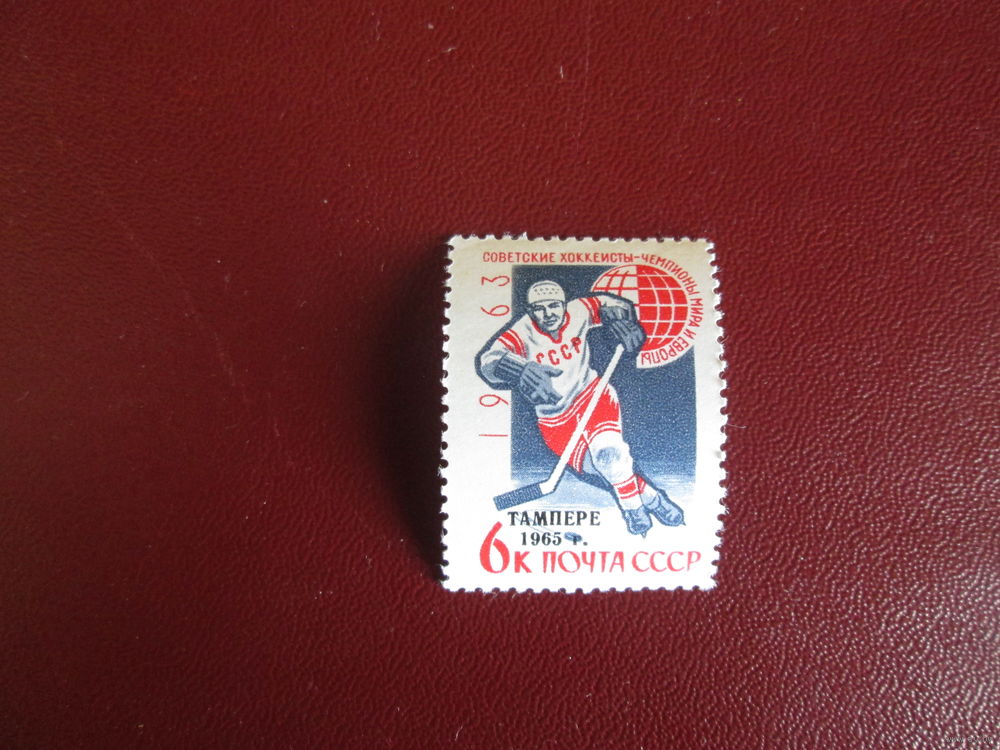 СОВЕТСКИЕ ХОККЕИСТЫ-ЧЕМПИОНЫ МИРА И ЕВРОПЫ
1963
СССР
ТАМПЕРЕ
1965 г.
6К ПОЧТА СССР